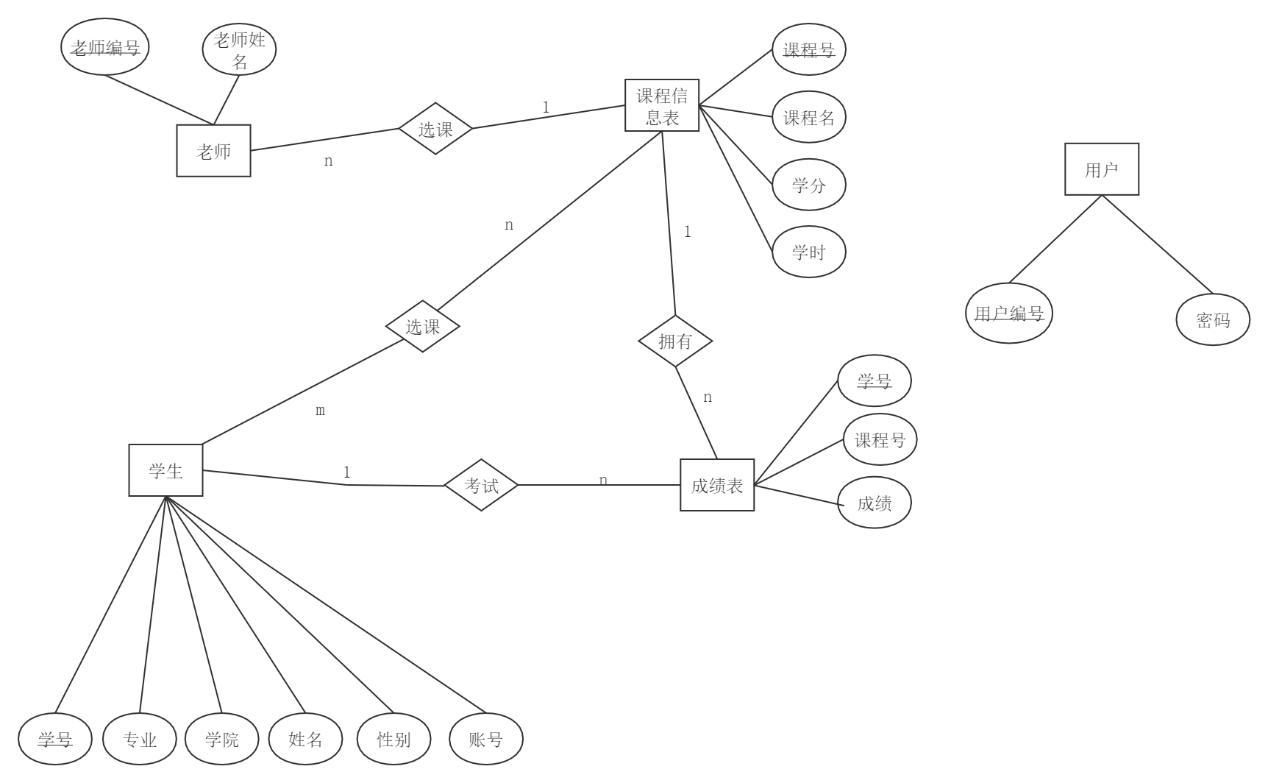 老师编号
老师姓
名
课程号
课程信
息表
1
选课
课程名
老师
n
用户
学分
n
1
学时
用户编号
密码
选课
拥有
学号
n
m
课程号
学生
1
考试
n
成绩表
成绩
学号
专业
学院
姓名
性别
账号